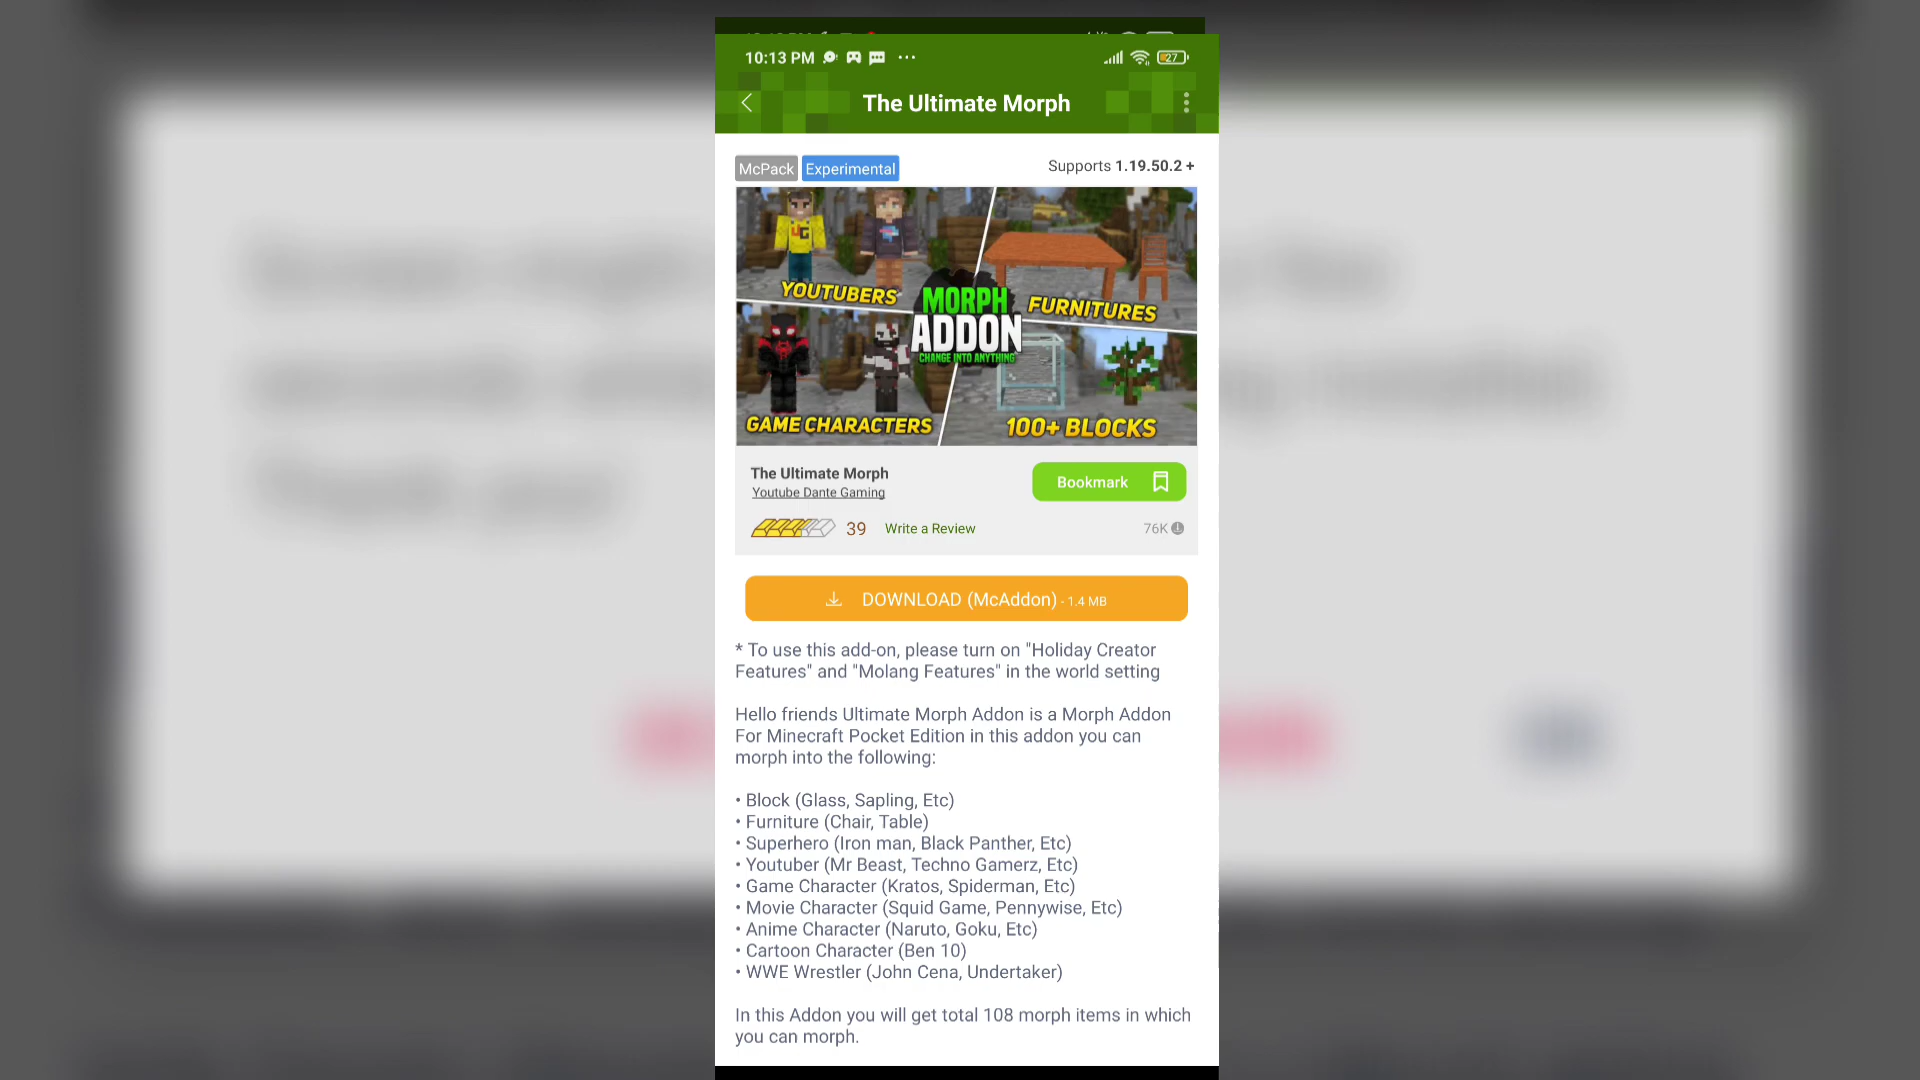 10:13 PM
27
The Ultimate Morph
McPack Experimental
Supports 1.19.50.2 +
YOUTUBERS
FURNITURES
MORPH
ADDON
CHANGE INTO ANYTHING
GAME CHARACTERS
100+ BLOCKS
The Ultimate Morph
Youtube Dante Gaming
Bookmark
39 Write a Review
76K
DOWNLOAD (McAddon) - 1.4 MB
* To use this add-on, please turn on "Holiday Creator
Features" and "Molang Features" in the world setting
Hello friends Ultimate Morph Addon is a Morph Addon
For Minecraft Pocket Edition in this addon you can
morph into the following:
• Block (Glass, Sapling, Etc)
• Furniture (Chair, Table)
• Superhero (Iron man, Black Panther, Etc)
• Youtuber (Mr Beast, Techno Gamerz, Etc)
• Game Character (Kratos, Spiderman, Etc)
• Movie Character (Squid Game, Pennywise, Etc)
• Anime Character (Naruto, Goku, Etc)
• Cartoon Character (Ben 10)
• WWE Wrestler (John Cena, Undertaker)
In this Addon you will get total 108 morph items in which
you can morph.